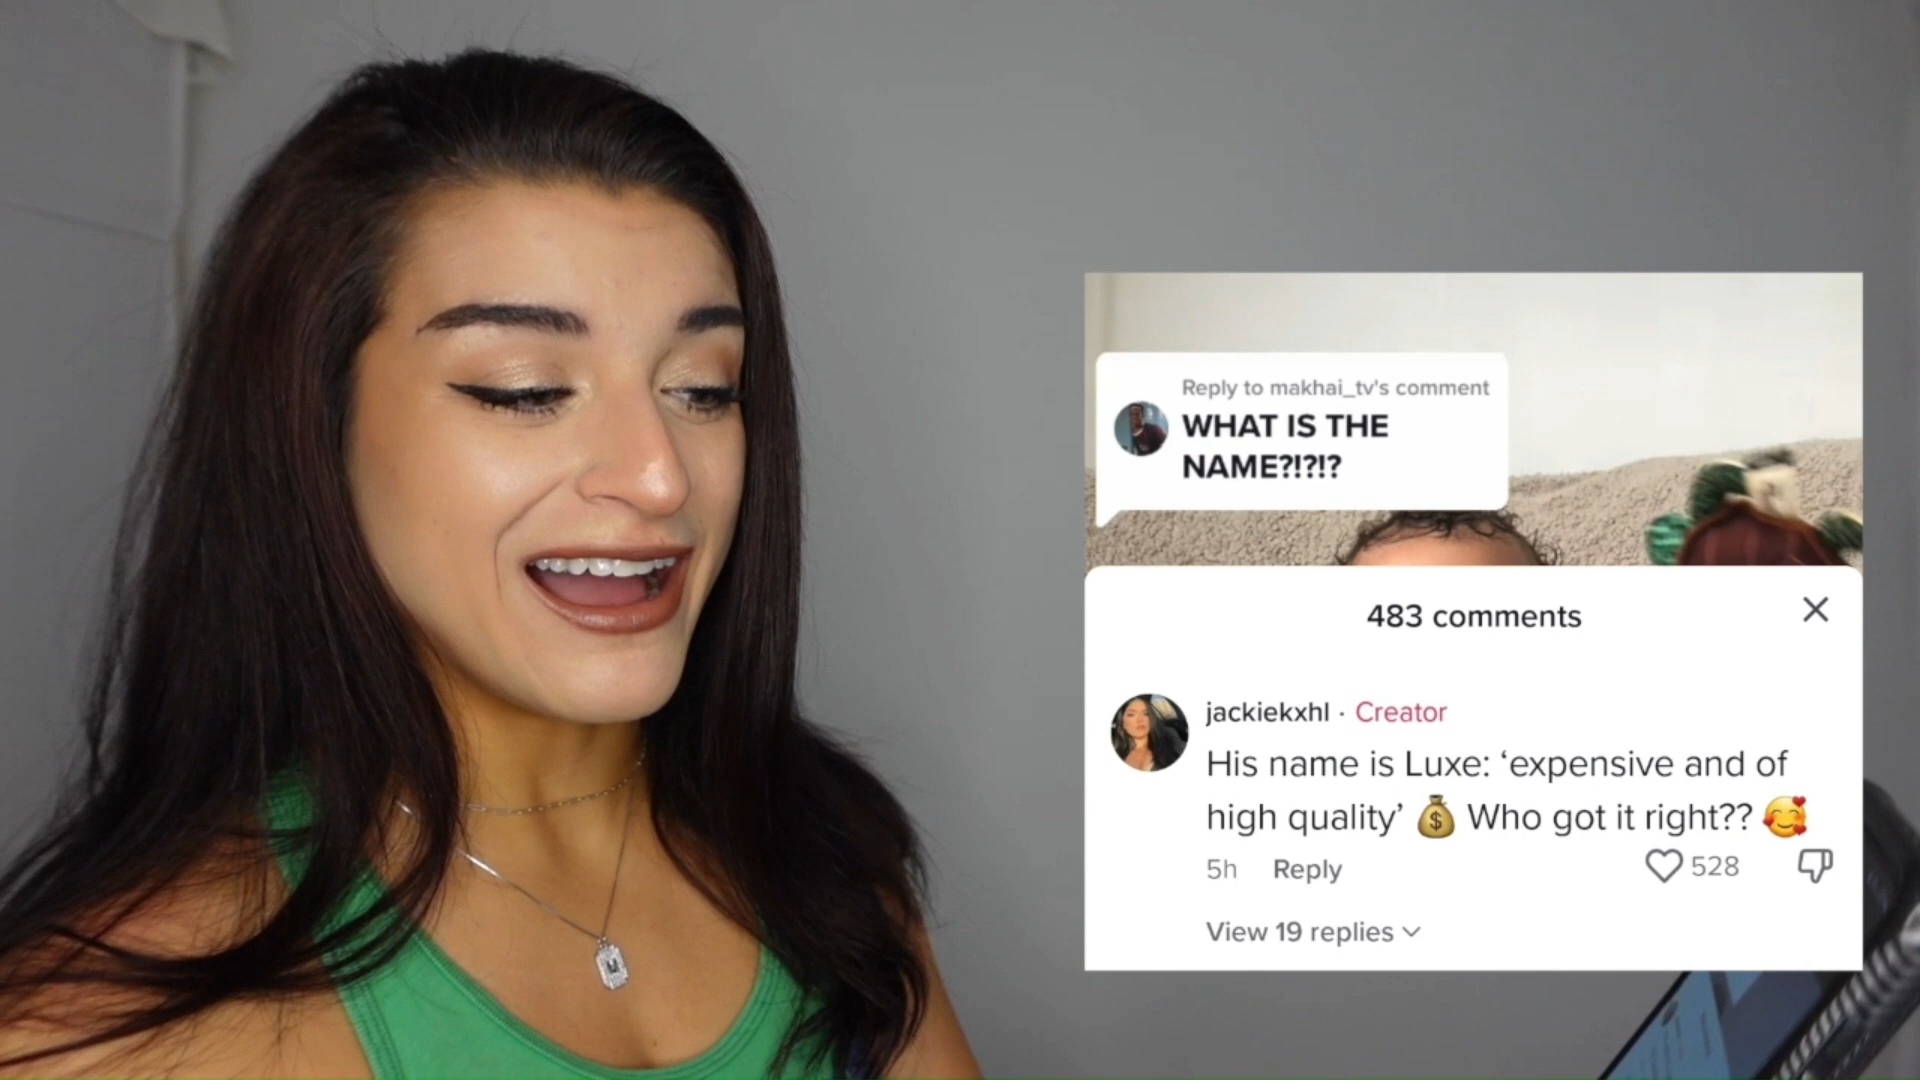 Reply to makhai_tv's comment
WHAT IS THE
NAME?!?!?
483 comments
jackiekxhl · Creator
His name is Luxe: ‘expensive and of
high quality’ 💰 Who got it right?? 🥰
5h Reply 528
View 19 replies